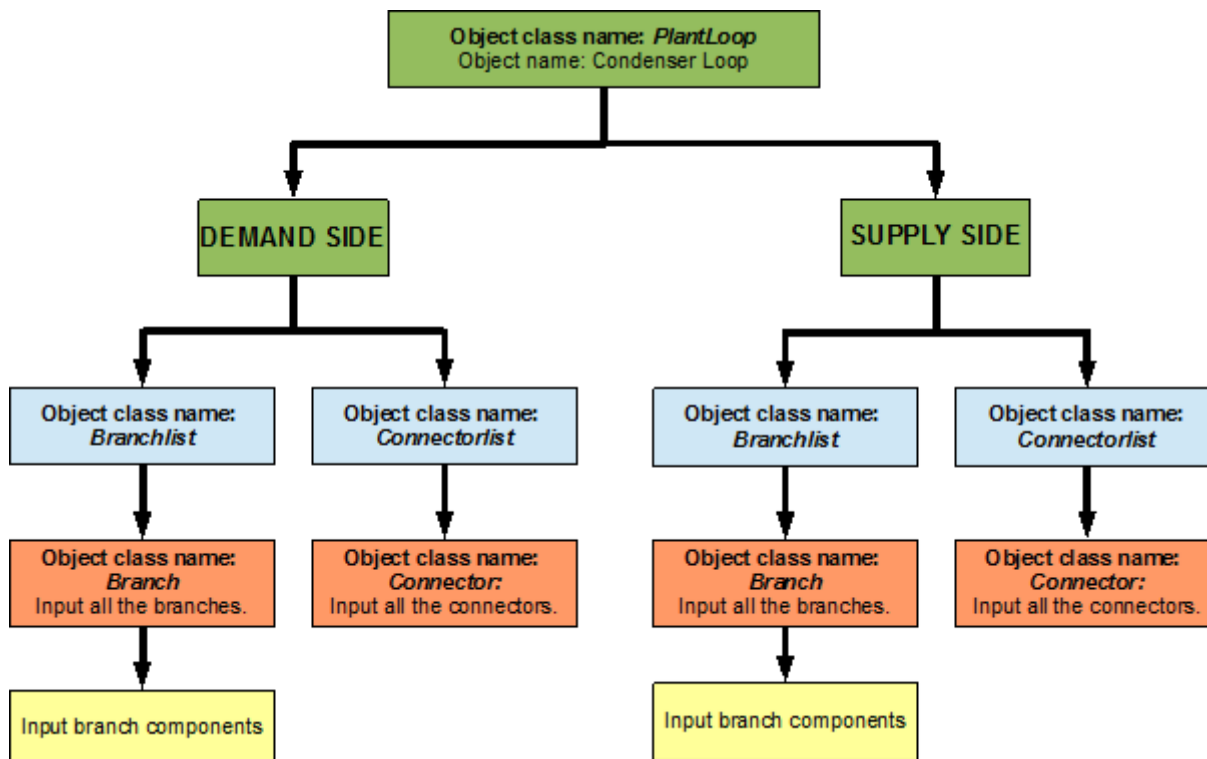 Object class name: PlantLoop
Object name: Condenser Loop
DEMAND SIDE
SUPPLY SIDE
Object class name:
Branchlist
Object class name:
Connectorlist
Object class name:
Branchlist
Object class name:
Connectorlist
Object class name:
Branch
Input all the branches.
Object class name:
Connector:
Input all the connectors.
Object class name:
Branch
Input all the branches.
Object class name:
Connector:
Input all the connectors.
Input branch components
Input branch components